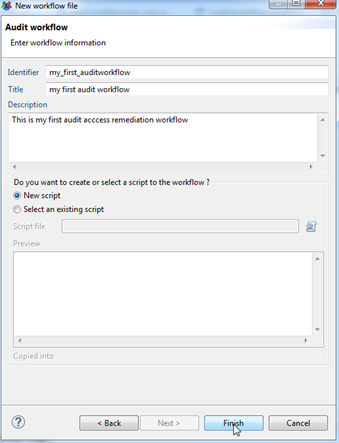 New workflow file
Audit workflow
Enter workflow information
Identifier my_first_auditworkflow
Title my first audit workflow
Description
This is my first audit acccess remediation workflow
Do you want to create or select a script to the workflow ?
New script
Select an existing script
Script file
Preview
Copied into
? < Back Next > Finish Cancel